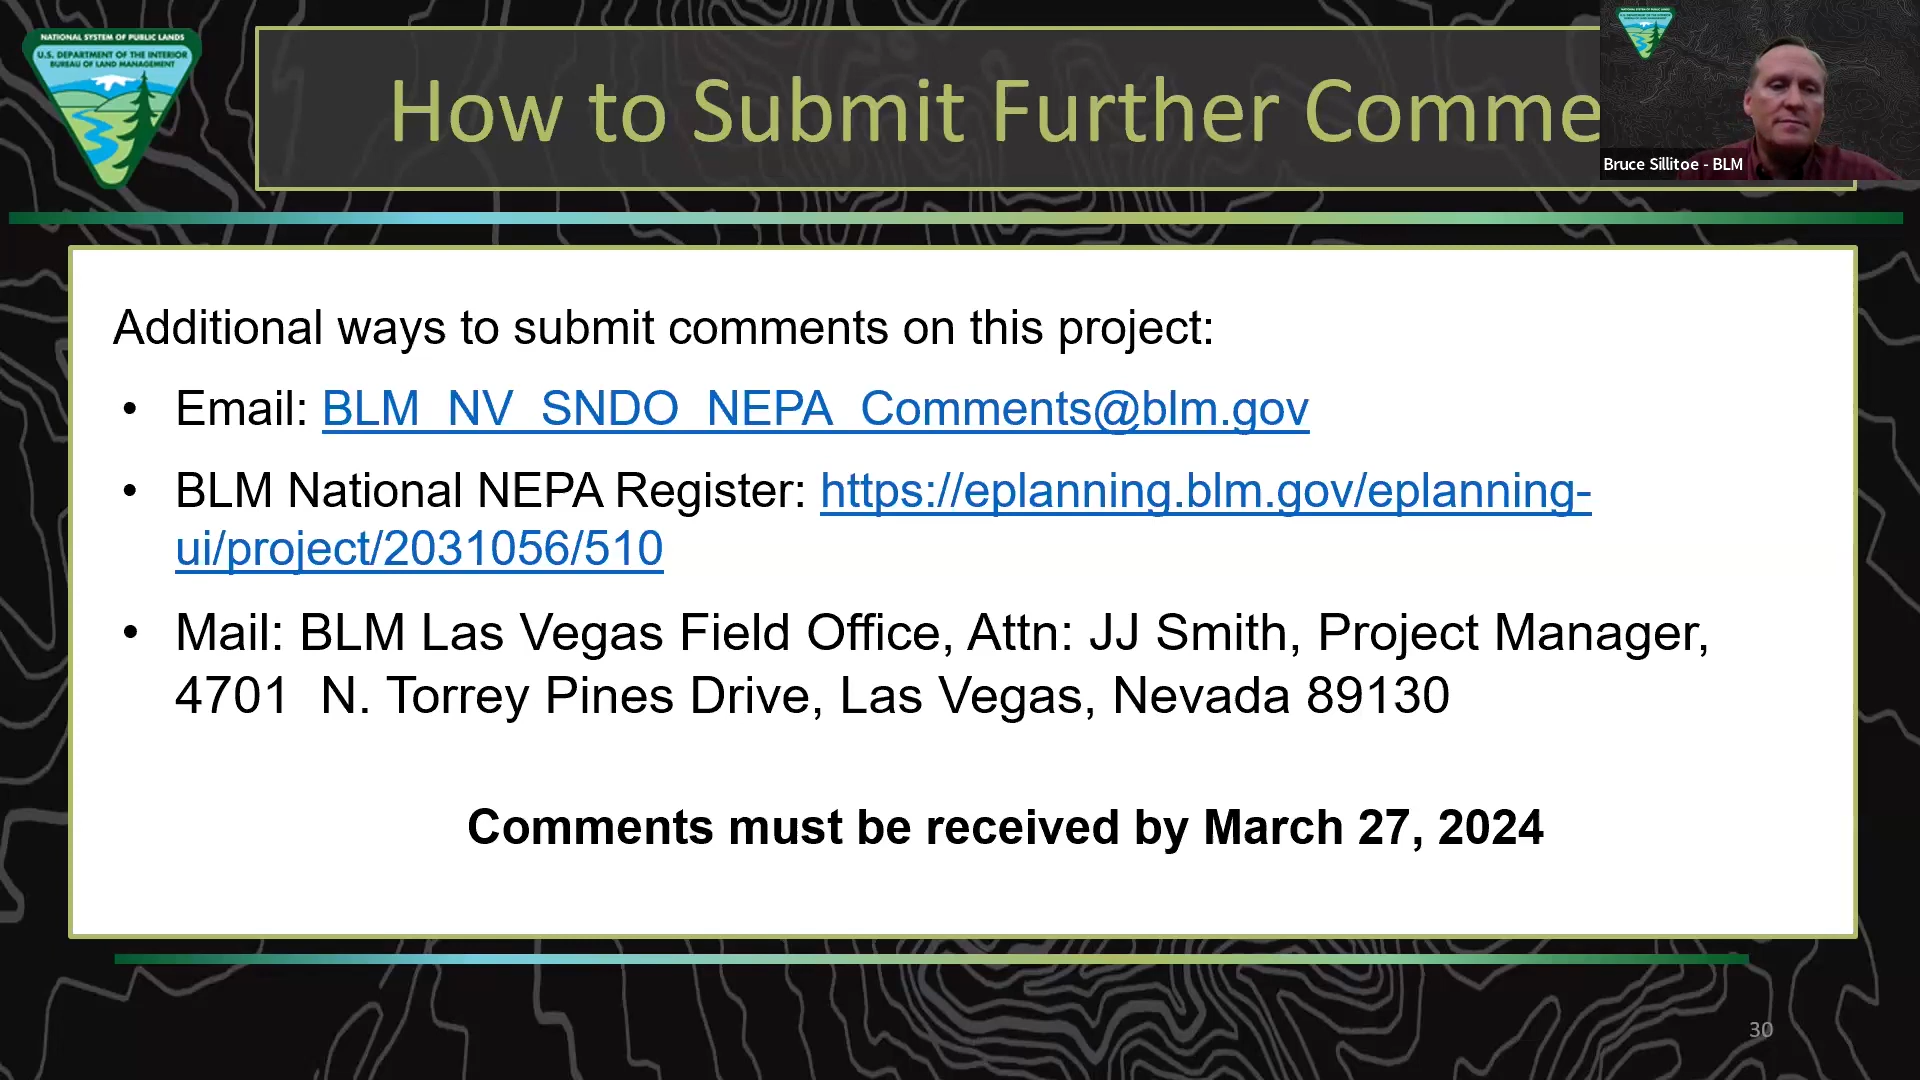 NATIONAL SYSTEM OF PUBLIC LANDS
U.S. DEPARTMENT OF THE INTERIOR
BUREAU OF LAND MANAGEMENT
How to Submit Further Comme
Bruce Sillitoe - BLM
Additional ways to submit comments on this project:
• Email: BLM_NV_SNDO_NEPA_Comments@blm.gov
• BLM National NEPA Register: https://eplanning.blm.gov/eplanning-
ui/project/2031056/510
• Mail: BLM Las Vegas Field Office, Attn: JJ Smith, Project Manager,
4701  N. Torrey Pines Drive, Las Vegas, Nevada 89130
Comments must be received by March 27, 2024
30